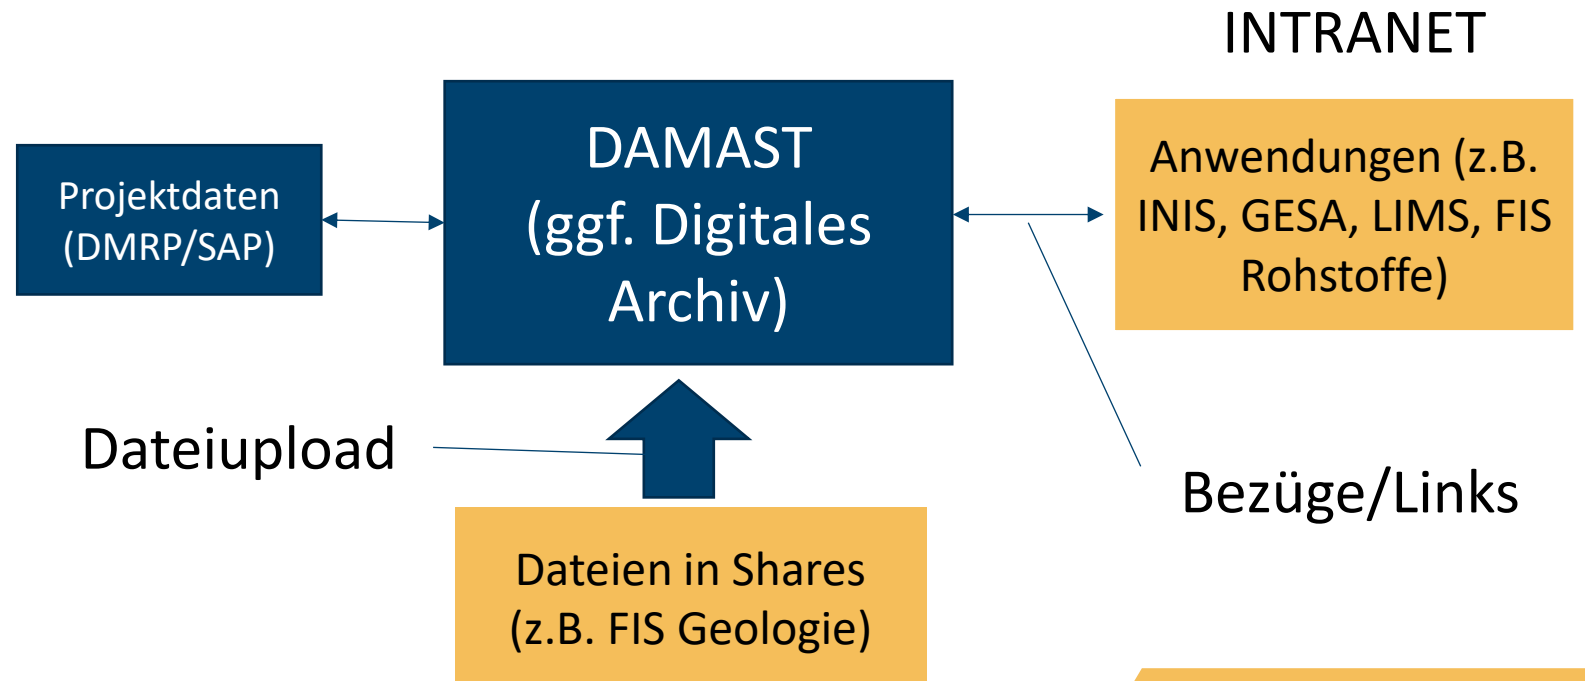 INTRANET
Projektdaten
(DMRP/SAP)
DAMAST
(ggf. Digitales
Archiv)
Anwendungen (z.B.
INIS, GESA, LIMS, FIS
Rohstoffe)
Dateiupload
Bezüge/Links
Dateien in Shares
(z.B. FIS Geologie)